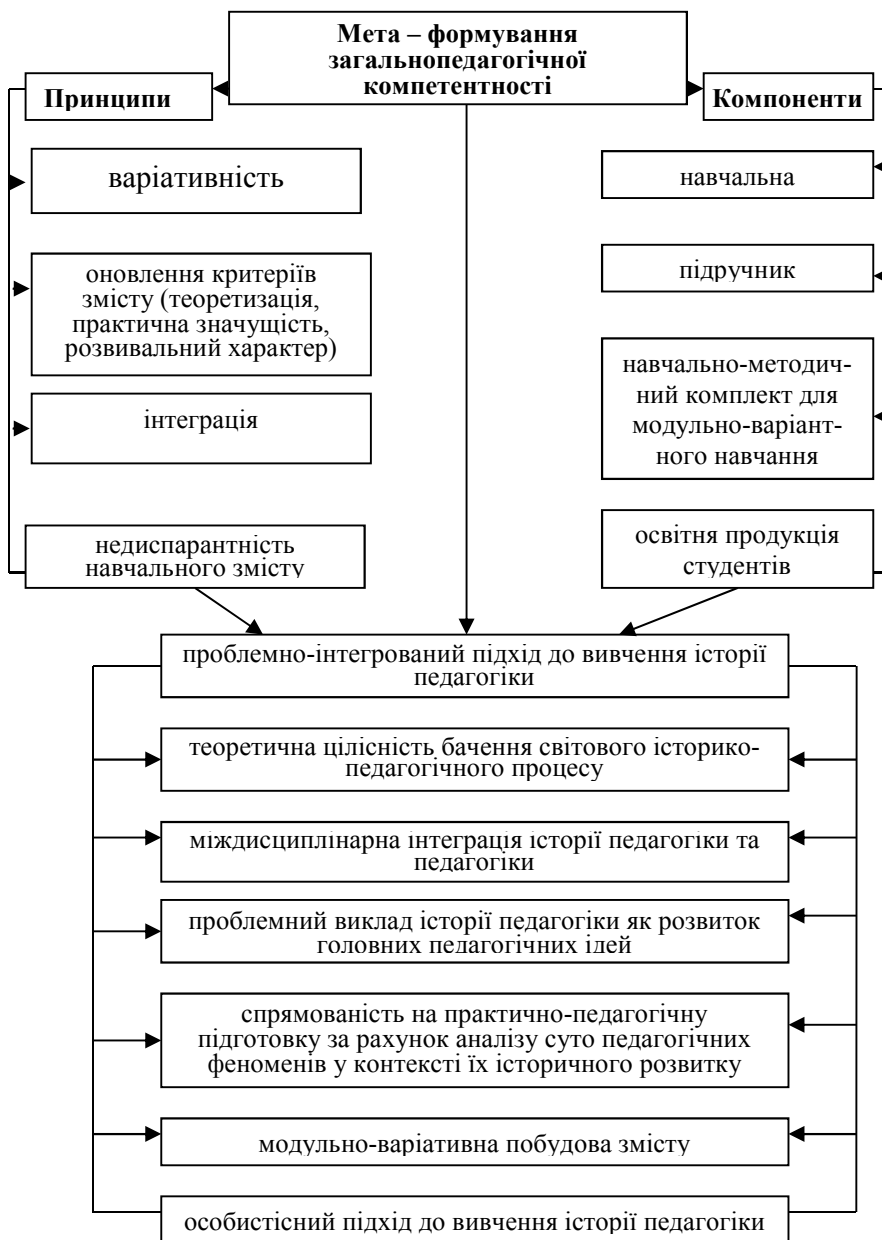 Мета – формування
загальнопедагогічної
компетентності
Принципи
Компоненти
варіативність
оновлення критеріїв
змісту (теоретизація,
практична значущість,
розвивальний характер)
інтеграція
недиспарантність
навчального змісту
навчальна
підручник
навчально-методич-
ний комплект для
модульно-варіант-
ного навчання
освітня продукція
студентів
проблемно-інтегрований підхід до вивчення історії
педагогіки
теоретична цілісність бачення світового історико-
педагогічного процесу
міждисциплінарна інтеграція історії педагогіки та
педагогіки
проблемний виклад історії педагогіки як розвиток
головних педагогічних ідей
спрямованість на практично-педагогічну
підготовку за рахунок аналізу суто педагогічних
феноменів у контексті їх історичного розвитку
модульно-варіативна побудова змісту
особистісний підхід до вивчення історії педагогіки